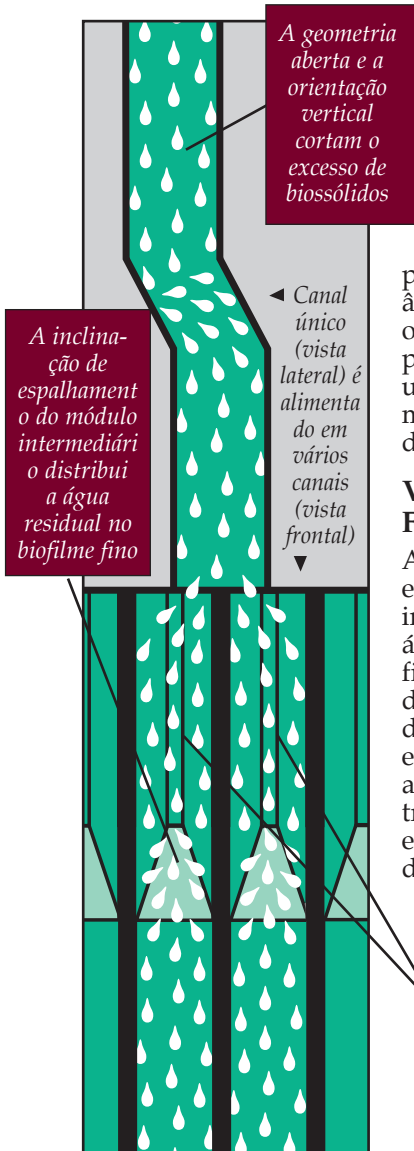 A geometria
aberta e a
orientação
vertical
cortam o
excesso de
biossólidos
Canal
único
(vista
lateral) é
alimenta
do em
vários
canais
(vista
frontal)
A inclina-
ção de
espalhament
o do módulo
intermediári
o distribui
a água
residual no
biofilme fino